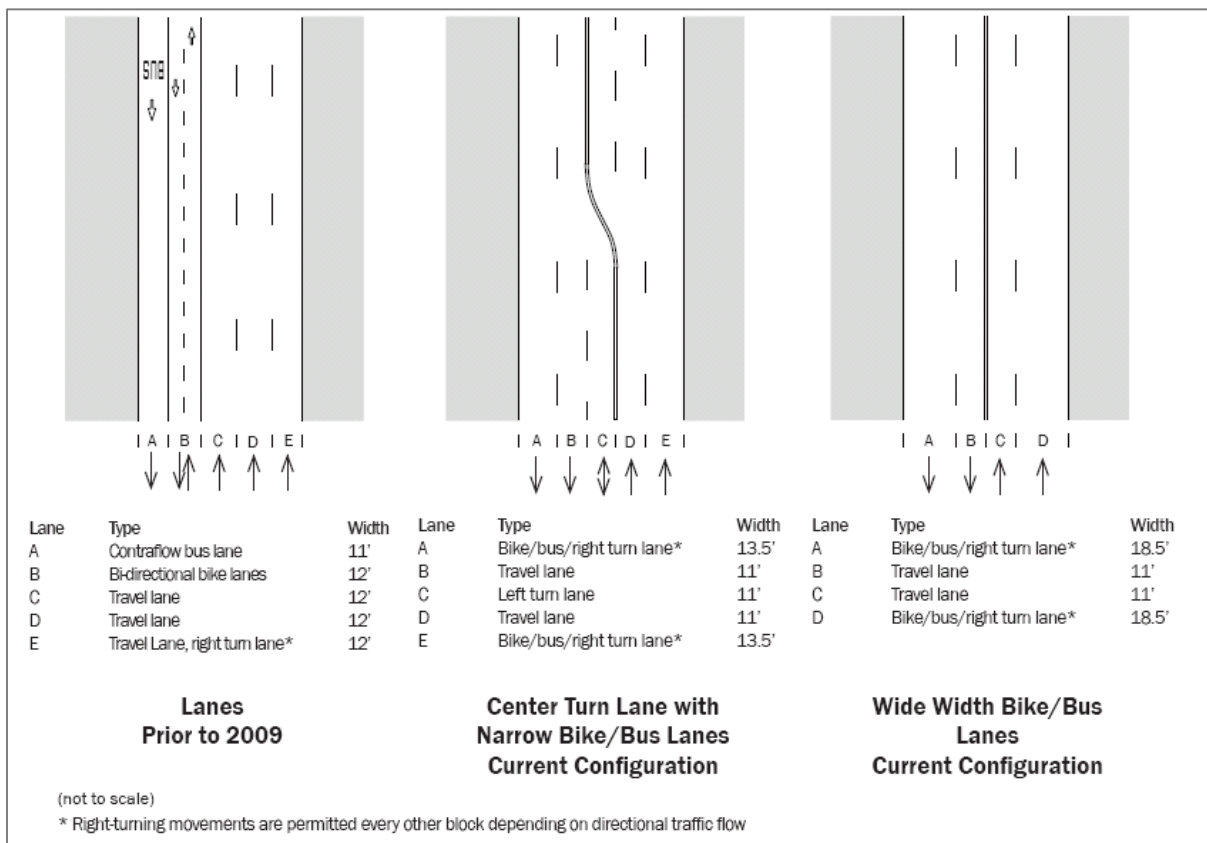 BUS
A B C D E
Lane Type Width
A Contraflow bus lane 11'
B Bi-directional bike lanes 12'
C Travel lane 12'
D Travel lane 12'
E Travel Lane, right turn lane* 12'
Lanes
Prior to 2009
A B C D E
Lane Type Width
A Bike/bus/right turn lane* 13.5'
B Travel lane 11'
C Left turn lane 11'
D Travel lane 11'
E Bike/bus/right turn lane* 13.5'
Center Turn Lane with
Narrow Bike/Bus Lanes
Current Configuration
A B C D
Lane Type Width
A Bike/bus/right turn lane* 18.5'
B Travel lane 11'
C Travel lane 11'
D Bike/bus/right turn lane* 18.5'
Wide Width Bike/Bus
Lanes
Current Configuration
(not to scale)
* Right-turning movements are permitted every other block depending on directional traffic flow